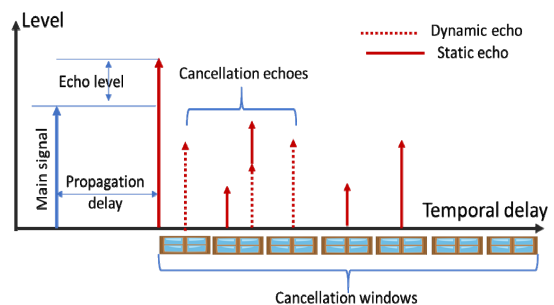 Level
Dynamic echo
Static echo
Echo level
Cancellation echoes
Main signal
Propagation
delay
Temporal delay
Cancellation windows